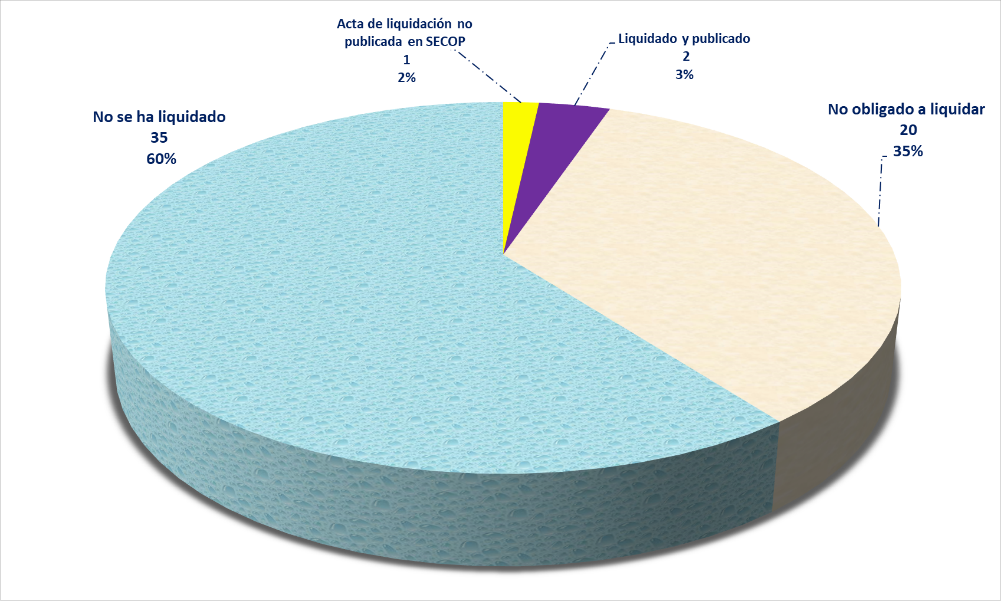 Acta de liquidación no
publicada en SECOP
1
2%
Liquidado y publicado
2
3%
No obligado a liquidar
20
35%
No se ha liquidado
35
60%